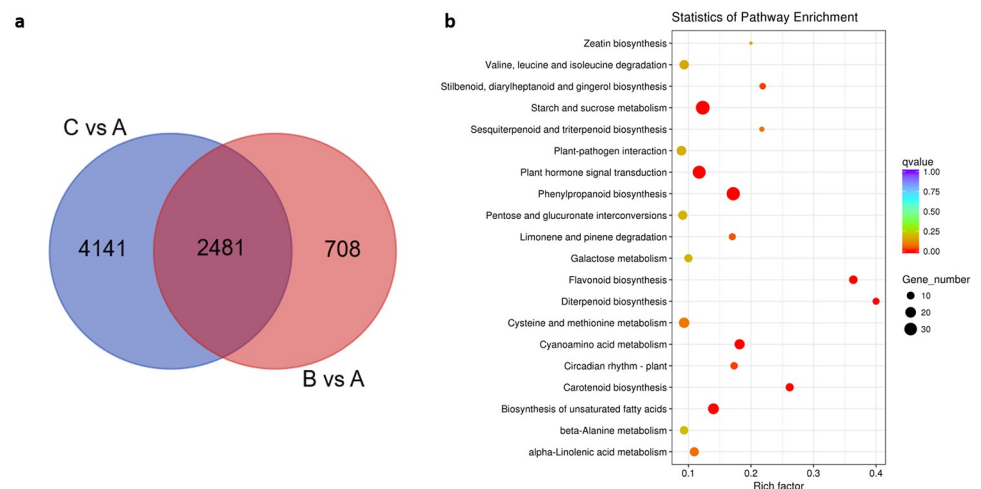 a
b
C vs A
4141
2481
708
B vs A
Statistics of Pathway Enrichment
Zeatin biosynthesis
Valine, leucine and isoleucine degradation
Stilbenoid, diarylheptanoid and gingerol biosynthesis
Starch and sucrose metabolism
Sesquiterpenoid and triterpenoid biosynthesis
Plant-pathogen interaction
Plant hormone signal transduction
Phenylpropanoid biosynthesis
Pentose and glucuronate interconversions
Limonene and pinene degradation
Galactose metabolism
Flavonoid biosynthesis
Diterpenoid biosynthesis
Cysteine and methionine metabolism
Cyanoamino acid metabolism
Circadian rhythm - plant
Carotenoid biosynthesis
Biosynthesis of unsaturated fatty acids
beta-Alanine metabolism
alpha-Linolenic acid metabolism
0.1 0.2 0.3 0.4
Rich factor
qvalue
1.00
0.75
0.50
0.25
0.00
Gene_number
10
20
30